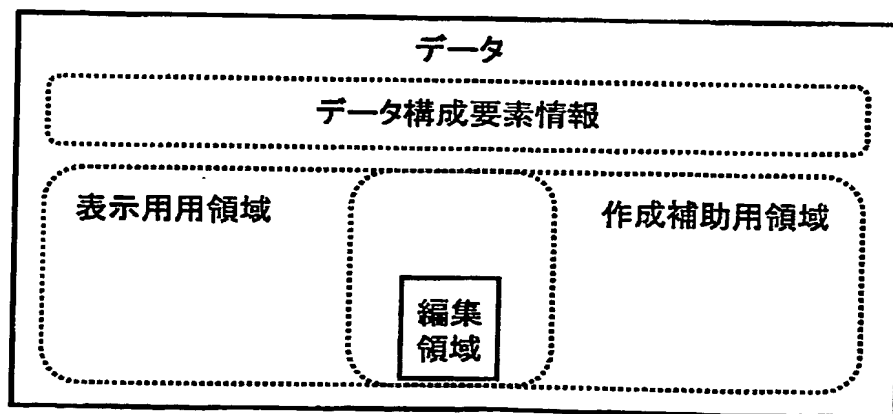 データ
データ構成要素情報
表示用用領域
作成補助用領域
編集
領域